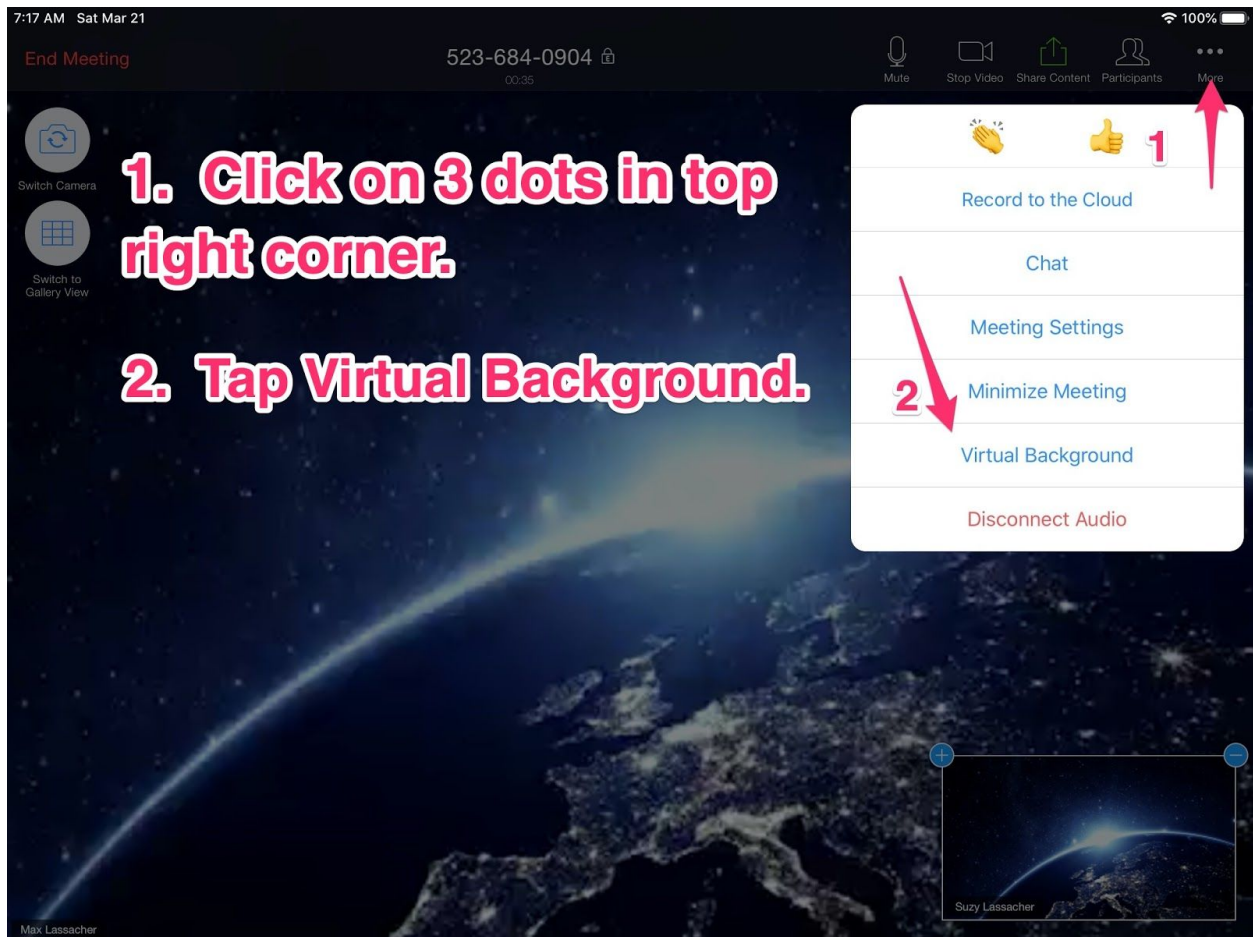 7:17 AM Sat Mar 21
100%
End Meeting
523-684-0904
00:35
Mute
Stop Video
Share Content
Participants
More
Switch Camera
Switch to
Gallery View
1. Click on 3 dots in top
right corner.
2. Tap Virtual Background.
1
Record to the Cloud
Chat
Meeting Settings
2
Minimize Meeting
Virtual Background
Disconnect Audio
Suzy Lassacher
Max Lassacher